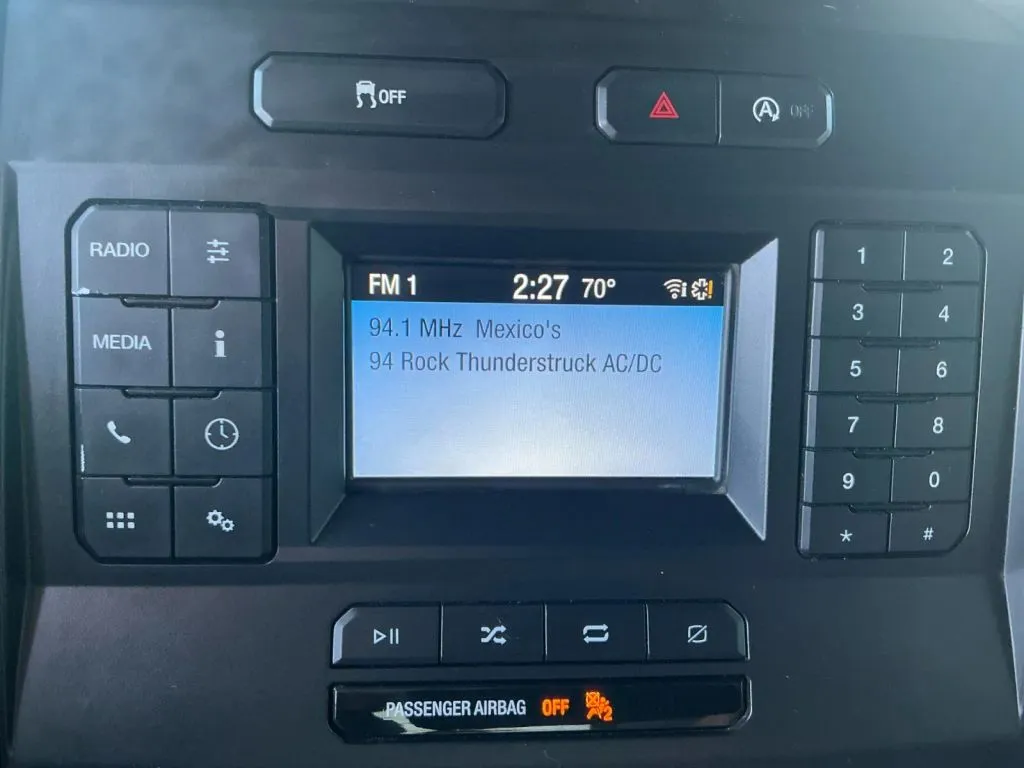 OFF
A OFF
RADIO
MEDIA
i
FM 1 2:27 70°
94.1 MHz Mexico's
94 Rock Thunderstruck AC/DC
1 2
3 4
5 6
7 8
9 0
* #
PASSENGER AIRBAG OFF 2